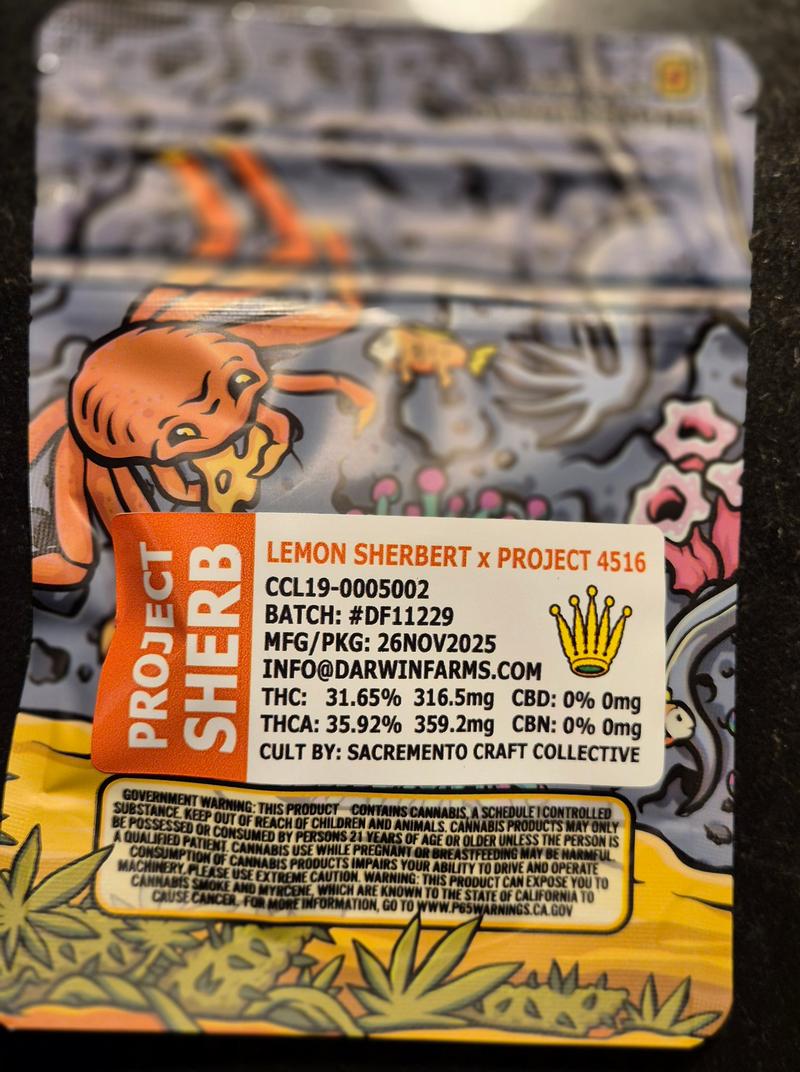 PROJECT
SHERB
LEMON SHERBERT x PROJECT 4516
CCL19-0005002
BATCH: #DF11229
MFG/PKG: 26NOV2025
INFO@DARWINFARMS.COM
THC: 31.65% 316.5mg CBD: 0% 0mg
THCA: 35.92% 359.2mg CBN: 0% 0mg
CULT BY: SACREMENTO CRAFT COLLECTIVE
GOVERNMENT WARNING: THIS PRODUCT CONTAINS CANNABIS, A SCHEDULE I CONTROLLED
SUBSTANCE. KEEP OUT OF REACH OF CHILDREN AND ANIMALS. CANNABIS PRODUCTS MAY ONLY
BE POSSESSED OR CONSUMED BY PERSONS 21 YEARS OF AGE OR OLDER UNLESS THE PERSON IS
A QUALIFIED PATIENT. CANNABIS USE WHILE PREGNANT OR BREASTFEEDING MAY BE HARMFUL.
CONSUMPTION OF CANNABIS PRODUCTS IMPAIRS YOUR ABILITY TO DRIVE AND OPERATE
MACHINERY, PLEASE USE EXTREME CAUTION. WARNING: THIS PRODUCT CAN EXPOSE YOU TO
CANNABIS SMOKE AND MYRCENE, WHICH ARE KNOWN TO THE STATE OF CALIFORNIA TO
CAUSE CANCER. FOR MORE INFORMATION, GO TO WWW.P65WARNINGS.CA.GOV